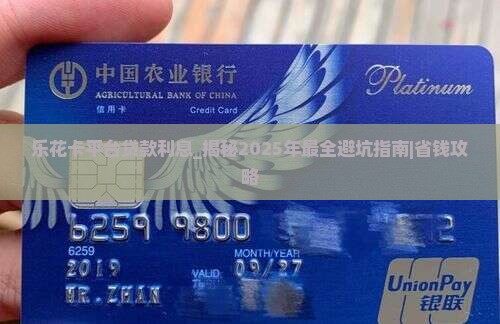 中国农业银行
AGRICULTURAL BANK OF CHINA
信用卡 Credit Card
Platinum
乐花卡平台贷款利息_揭秘2025年最全避坑指南|省钱攻
略
6259 9800 2
6259
MONTH/YEAR
2019 VALID 09/27
MR.ZHAN
UnionPay
银联